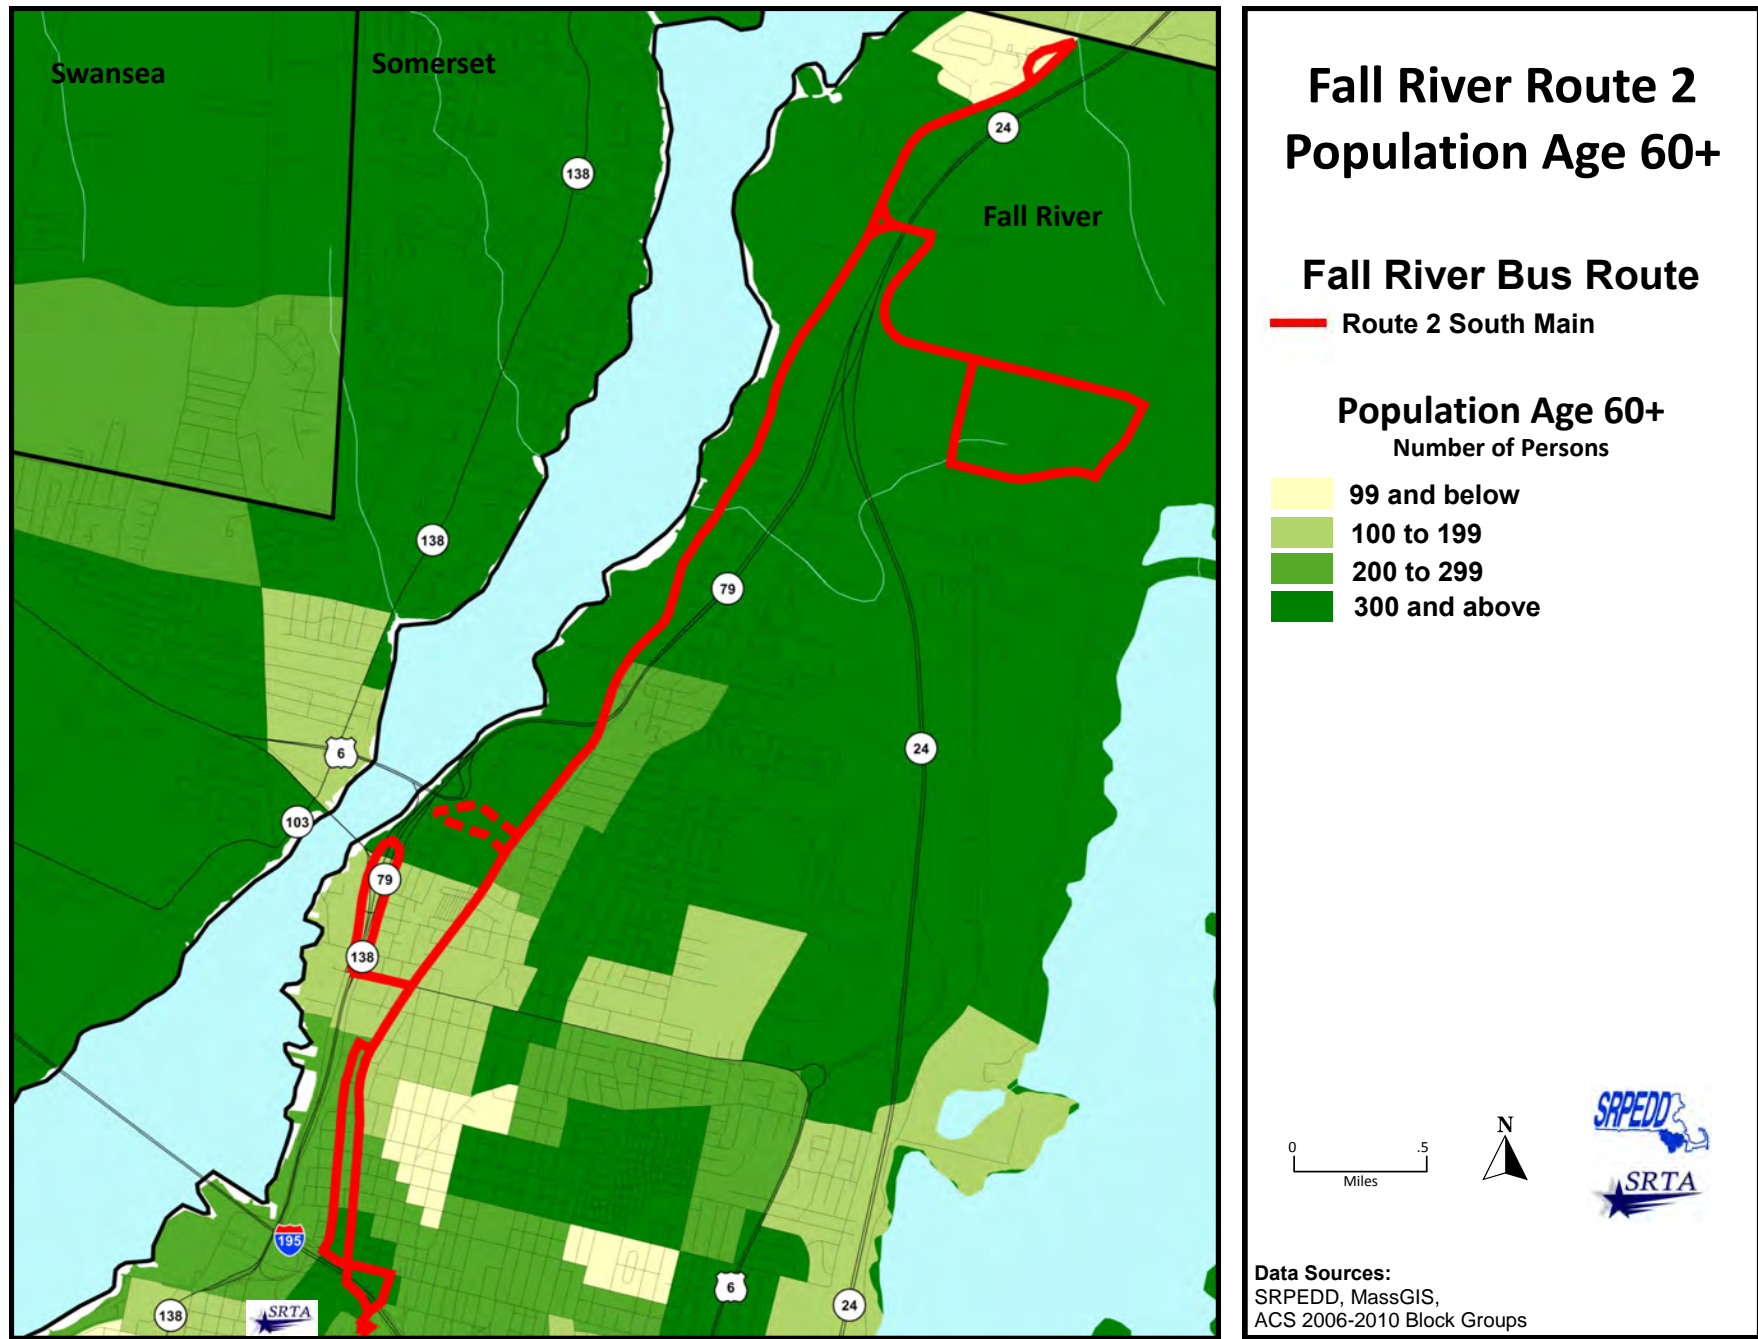 Swansea
Somerset
24
138
Fall River
138
79
6
24
103
79
138
195
6
138
SRTA
24
Fall River Route 2
Population Age 60+
Fall River Bus Route
Route 2 South Main
Population Age 60+
Number of Persons
99 and below
100 to 199
200 to 299
300 and above
0 .5
Miles
N
SRPEDD
SRTA
Data Sources:
SRPEDD, MassGIS,
ACS 2006-2010 Block Groups